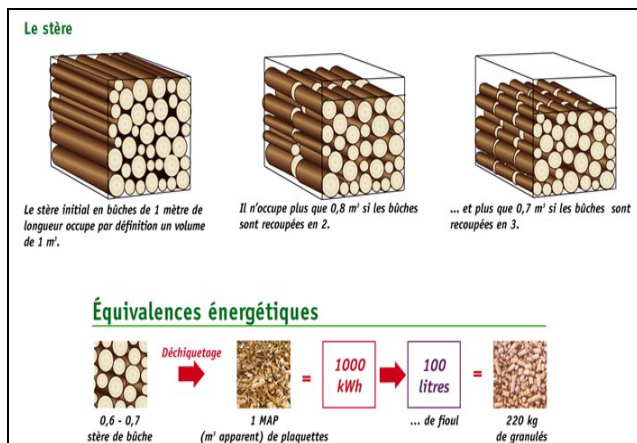 Le stère
Le stère initial en bûches de 1 mètre de
longueur occupe par définition un volume
de 1 m³.
Il n'occupe plus que 0,8 m³ si les bûches
sont recoupées en 2.
... et plus que 0,7 m³ si les bûches sont
recoupées en 3.
Équivalences énergétiques
Déchiquetage
0,6 - 0,7
stère de bûche
1 MAP
(m³ apparent) de plaquettes
=
1000
kWh
100
litres
... de fioul
=
220 kg
de granulés